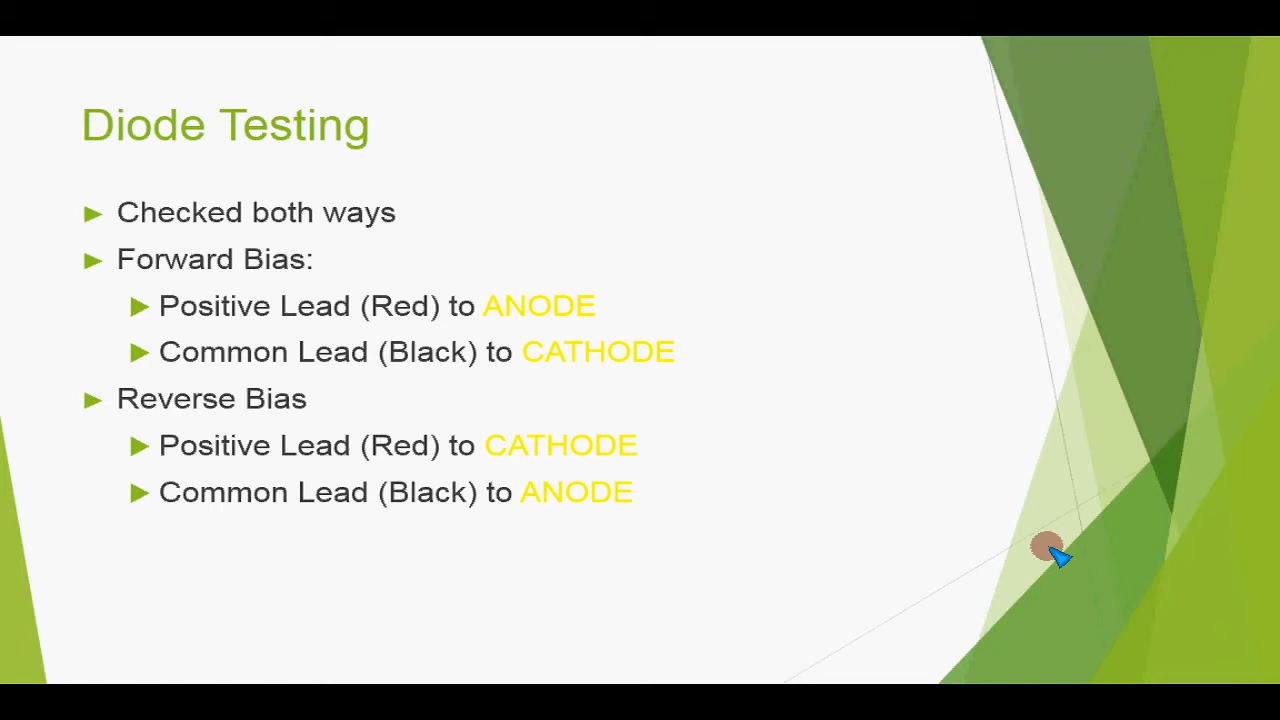 Diode Testing
Checked both ways
Forward Bias:
Positive Lead (Red) to ANODE
Common Lead (Black) to CATHODE
Reverse Bias
Positive Lead (Red) to CATHODE
Common Lead (Black) to ANODE